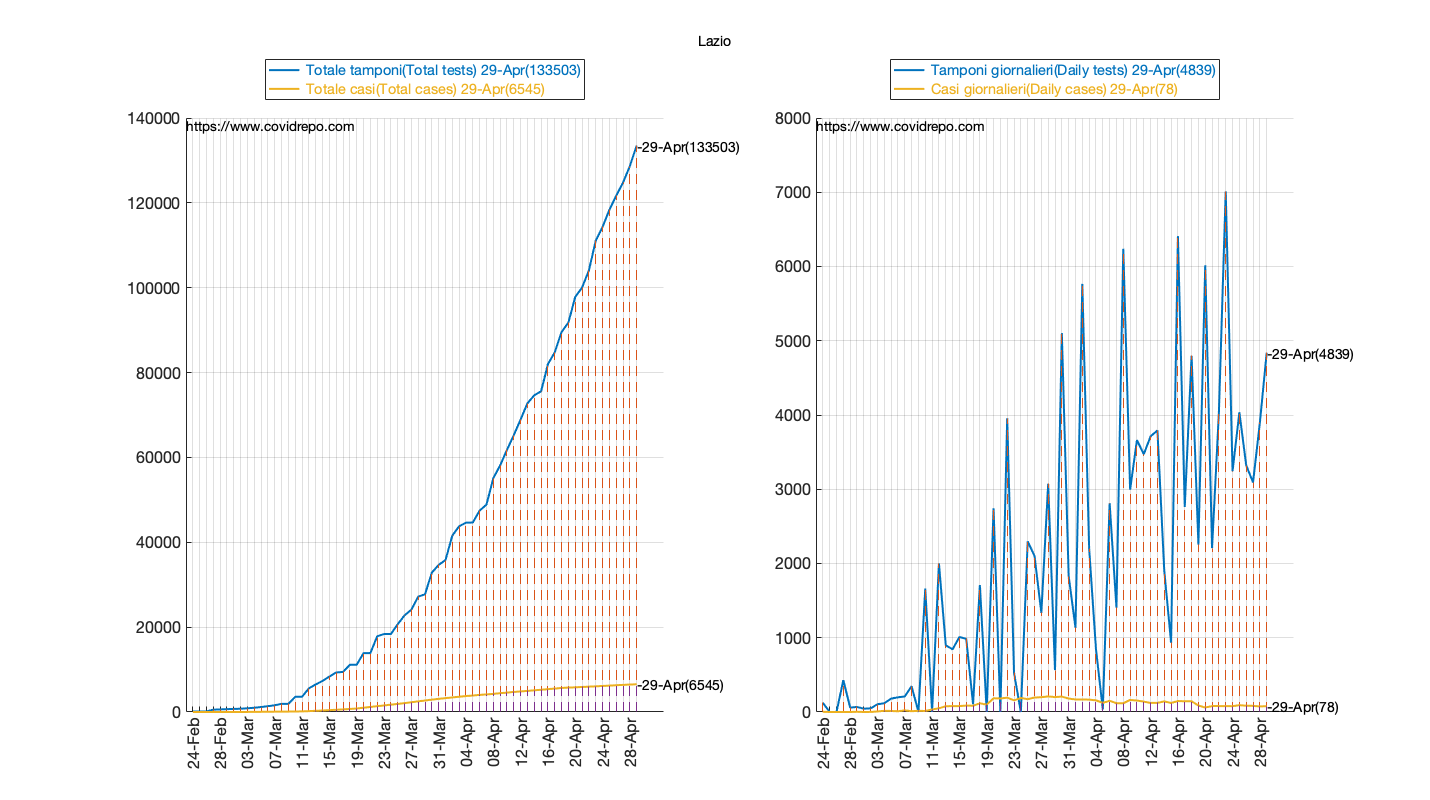 Lazio
Totale tamponi(Total tests) 29-Apr(133503)
Totale casi(Total cases) 29-Apr(6545)
https://www.covidrepo.com
140000
120000
100000
80000
60000
40000
20000
0
29-Apr(133503)
29-Apr(6545)
24-Feb
28-Feb
03-Mar
07-Mar
11-Mar
15-Mar
19-Mar
23-Mar
27-Mar
31-Mar
04-Apr
08-Apr
12-Apr
16-Apr
20-Apr
24-Apr
28-Apr
Tamponi giornalieri(Daily tests) 29-Apr(4839)
Casi giornalieri(Daily cases) 29-Apr(78)
https://www.covidrepo.com
8000
7000
6000
5000
4000
3000
2000
1000
0
29-Apr(4839)
29-Apr(78)
24-Feb
28-Feb
03-Mar
07-Mar
11-Mar
15-Mar
19-Mar
23-Mar
27-Mar
31-Mar
04-Apr
08-Apr
12-Apr
16-Apr
20-Apr
24-Apr
28-Apr